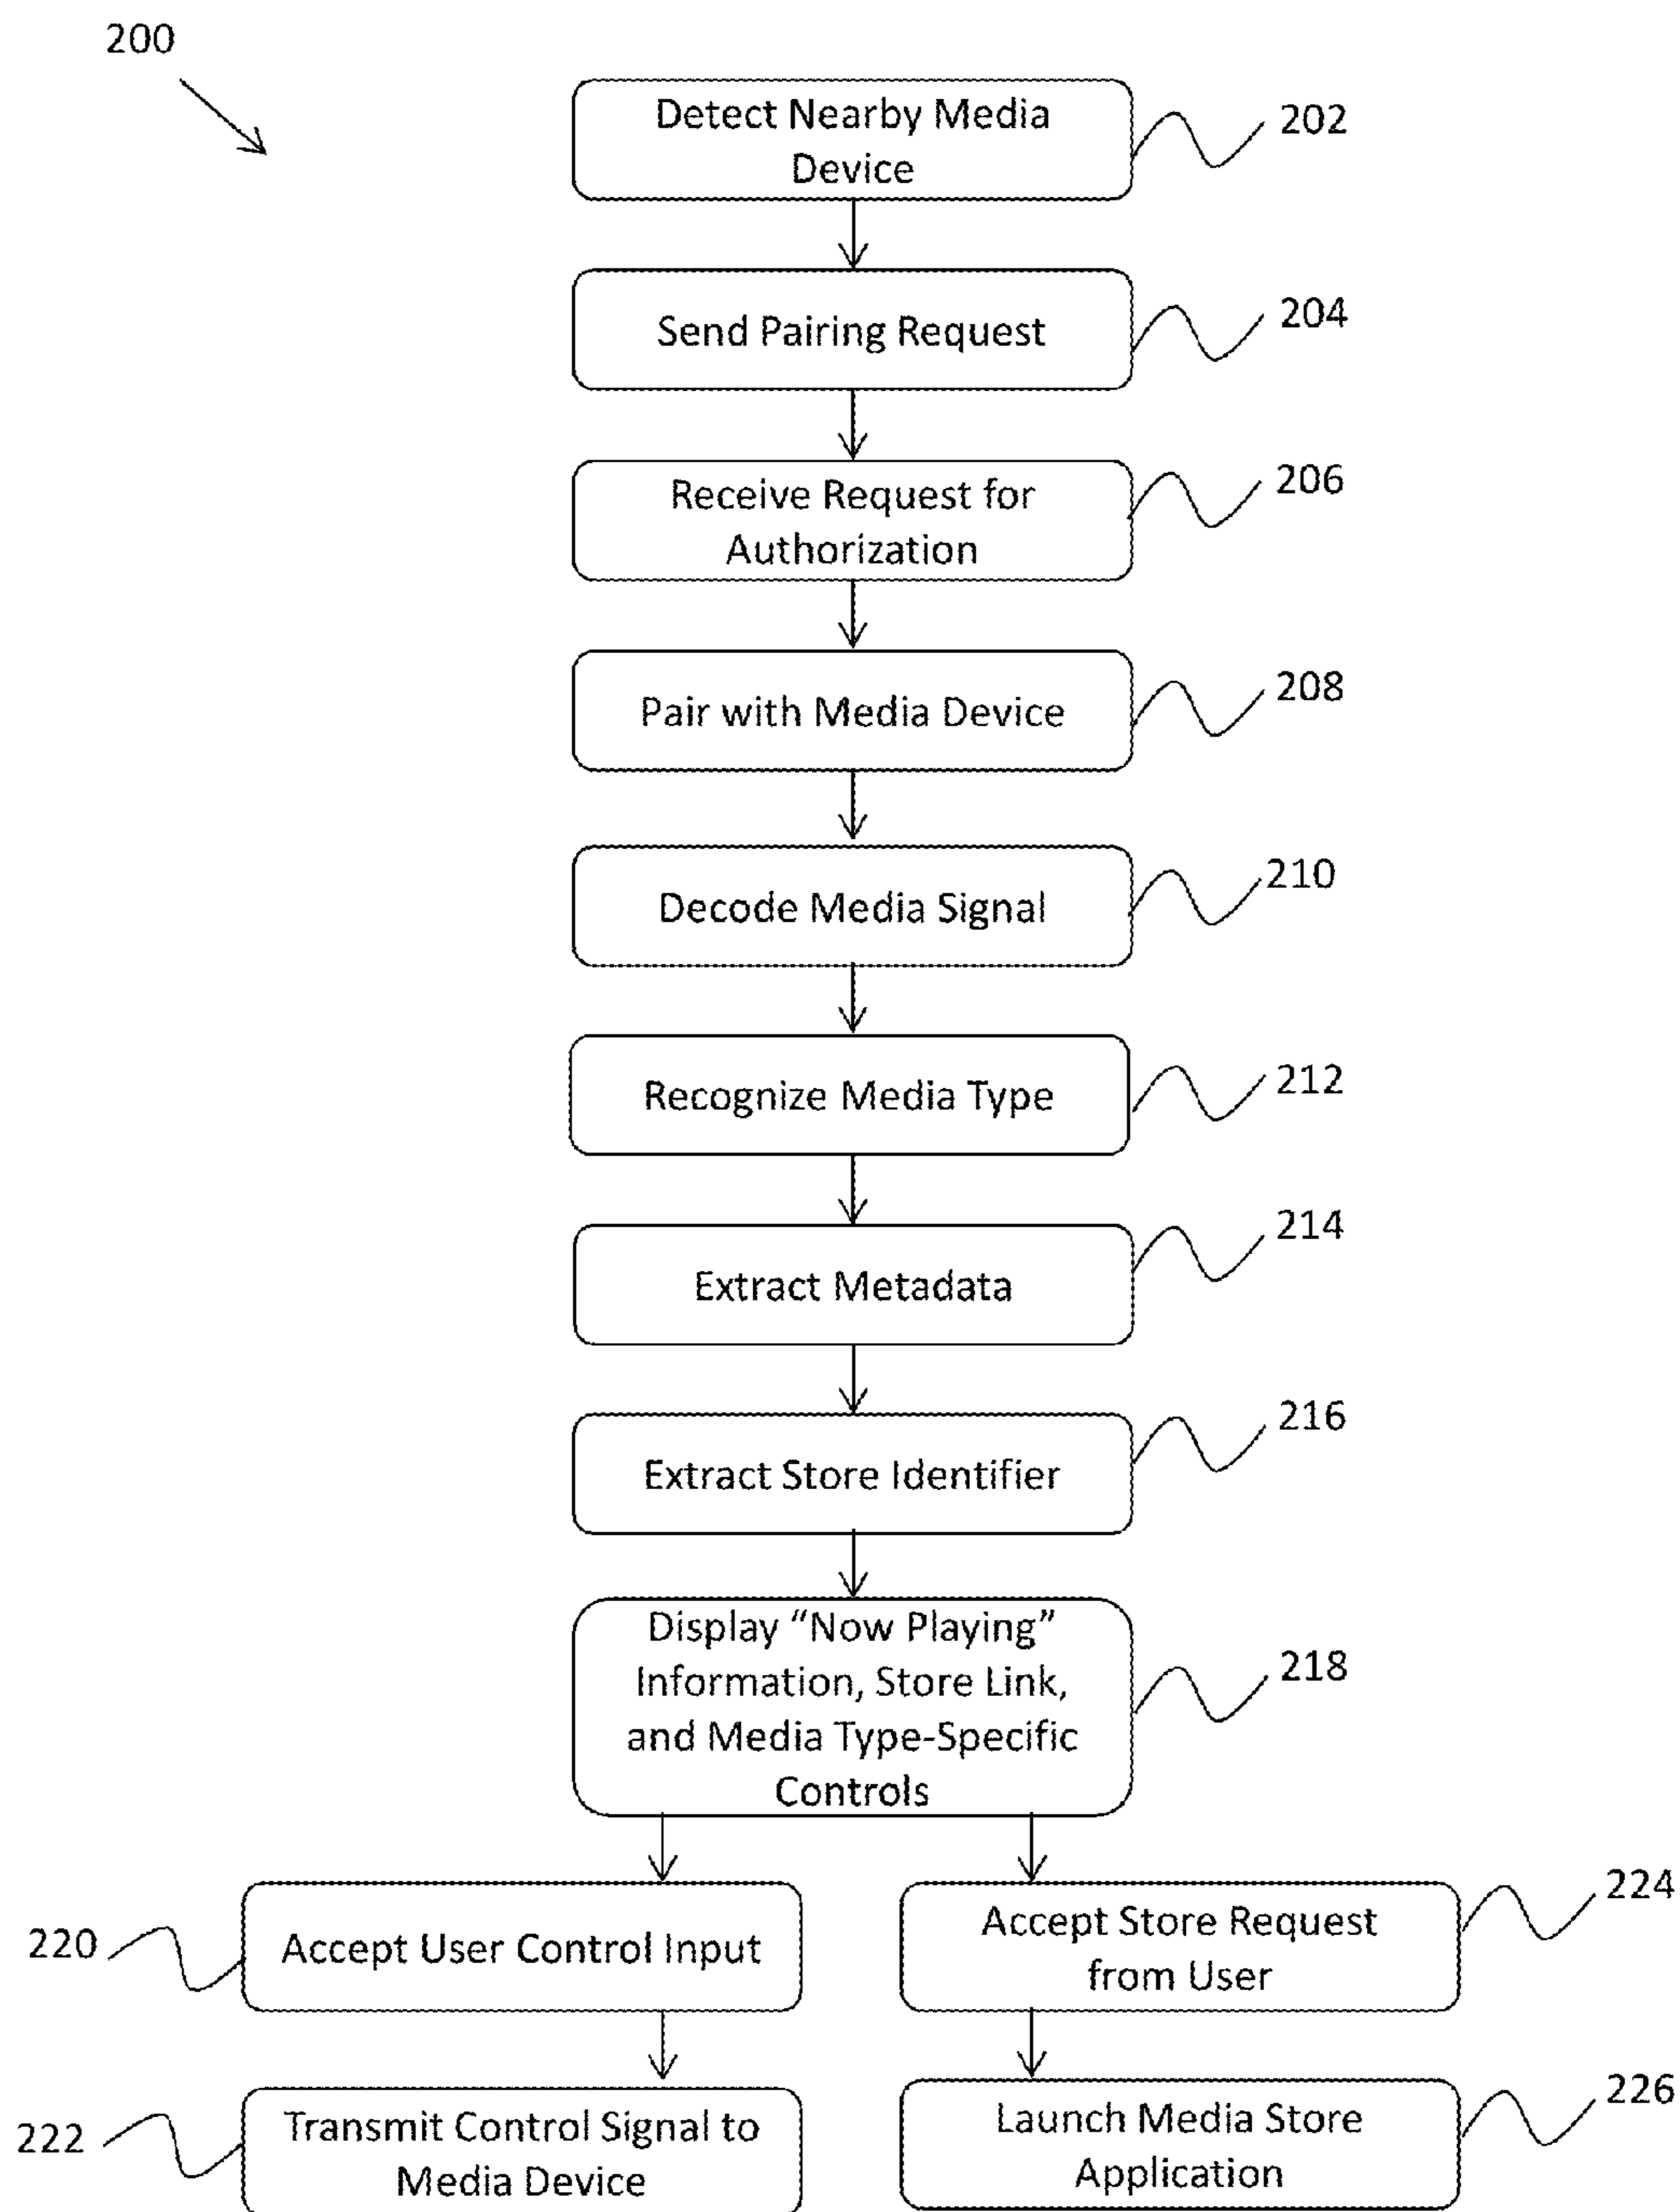 200
Detect Nearby Media
Device
202
Send Pairing Request
204
Receive Request for
Authorization
206
Pair with Media Device
208
Decode Media Signal
210
Recognize Media Type
212
Extract Metadata
214
Extract Store Identifier
216
Display “Now Playing”
Information, Store Link,
and Media Type-Specific
Controls
218
220
Accept User Control Input
Accept Store Request
from User
224
222
Transmit Control Signal to
Media Device
Launch Media Store
Application
226